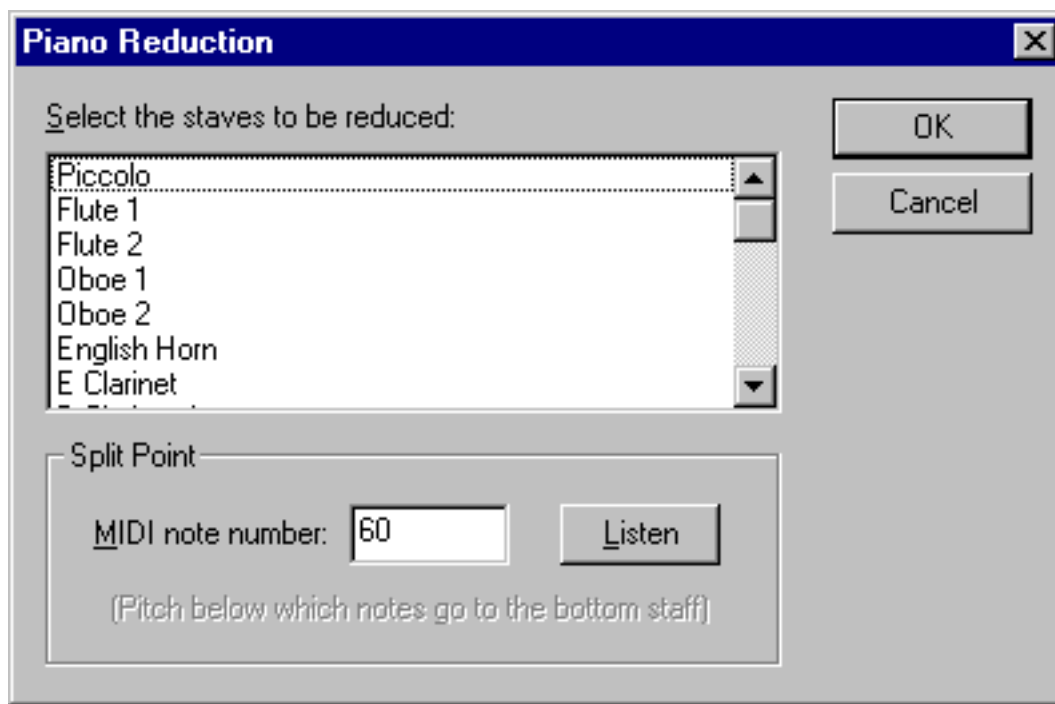 Piano Reduction
Select the staves to be reduced:
OK
Piccolo
Cancel
Flute 1
Flute 2
Oboe 1
Oboe 2
English Horn
E Clarinet
Split Point
MIDI note number: 60 Listen
(Pitch below which notes go to the bottom staff)